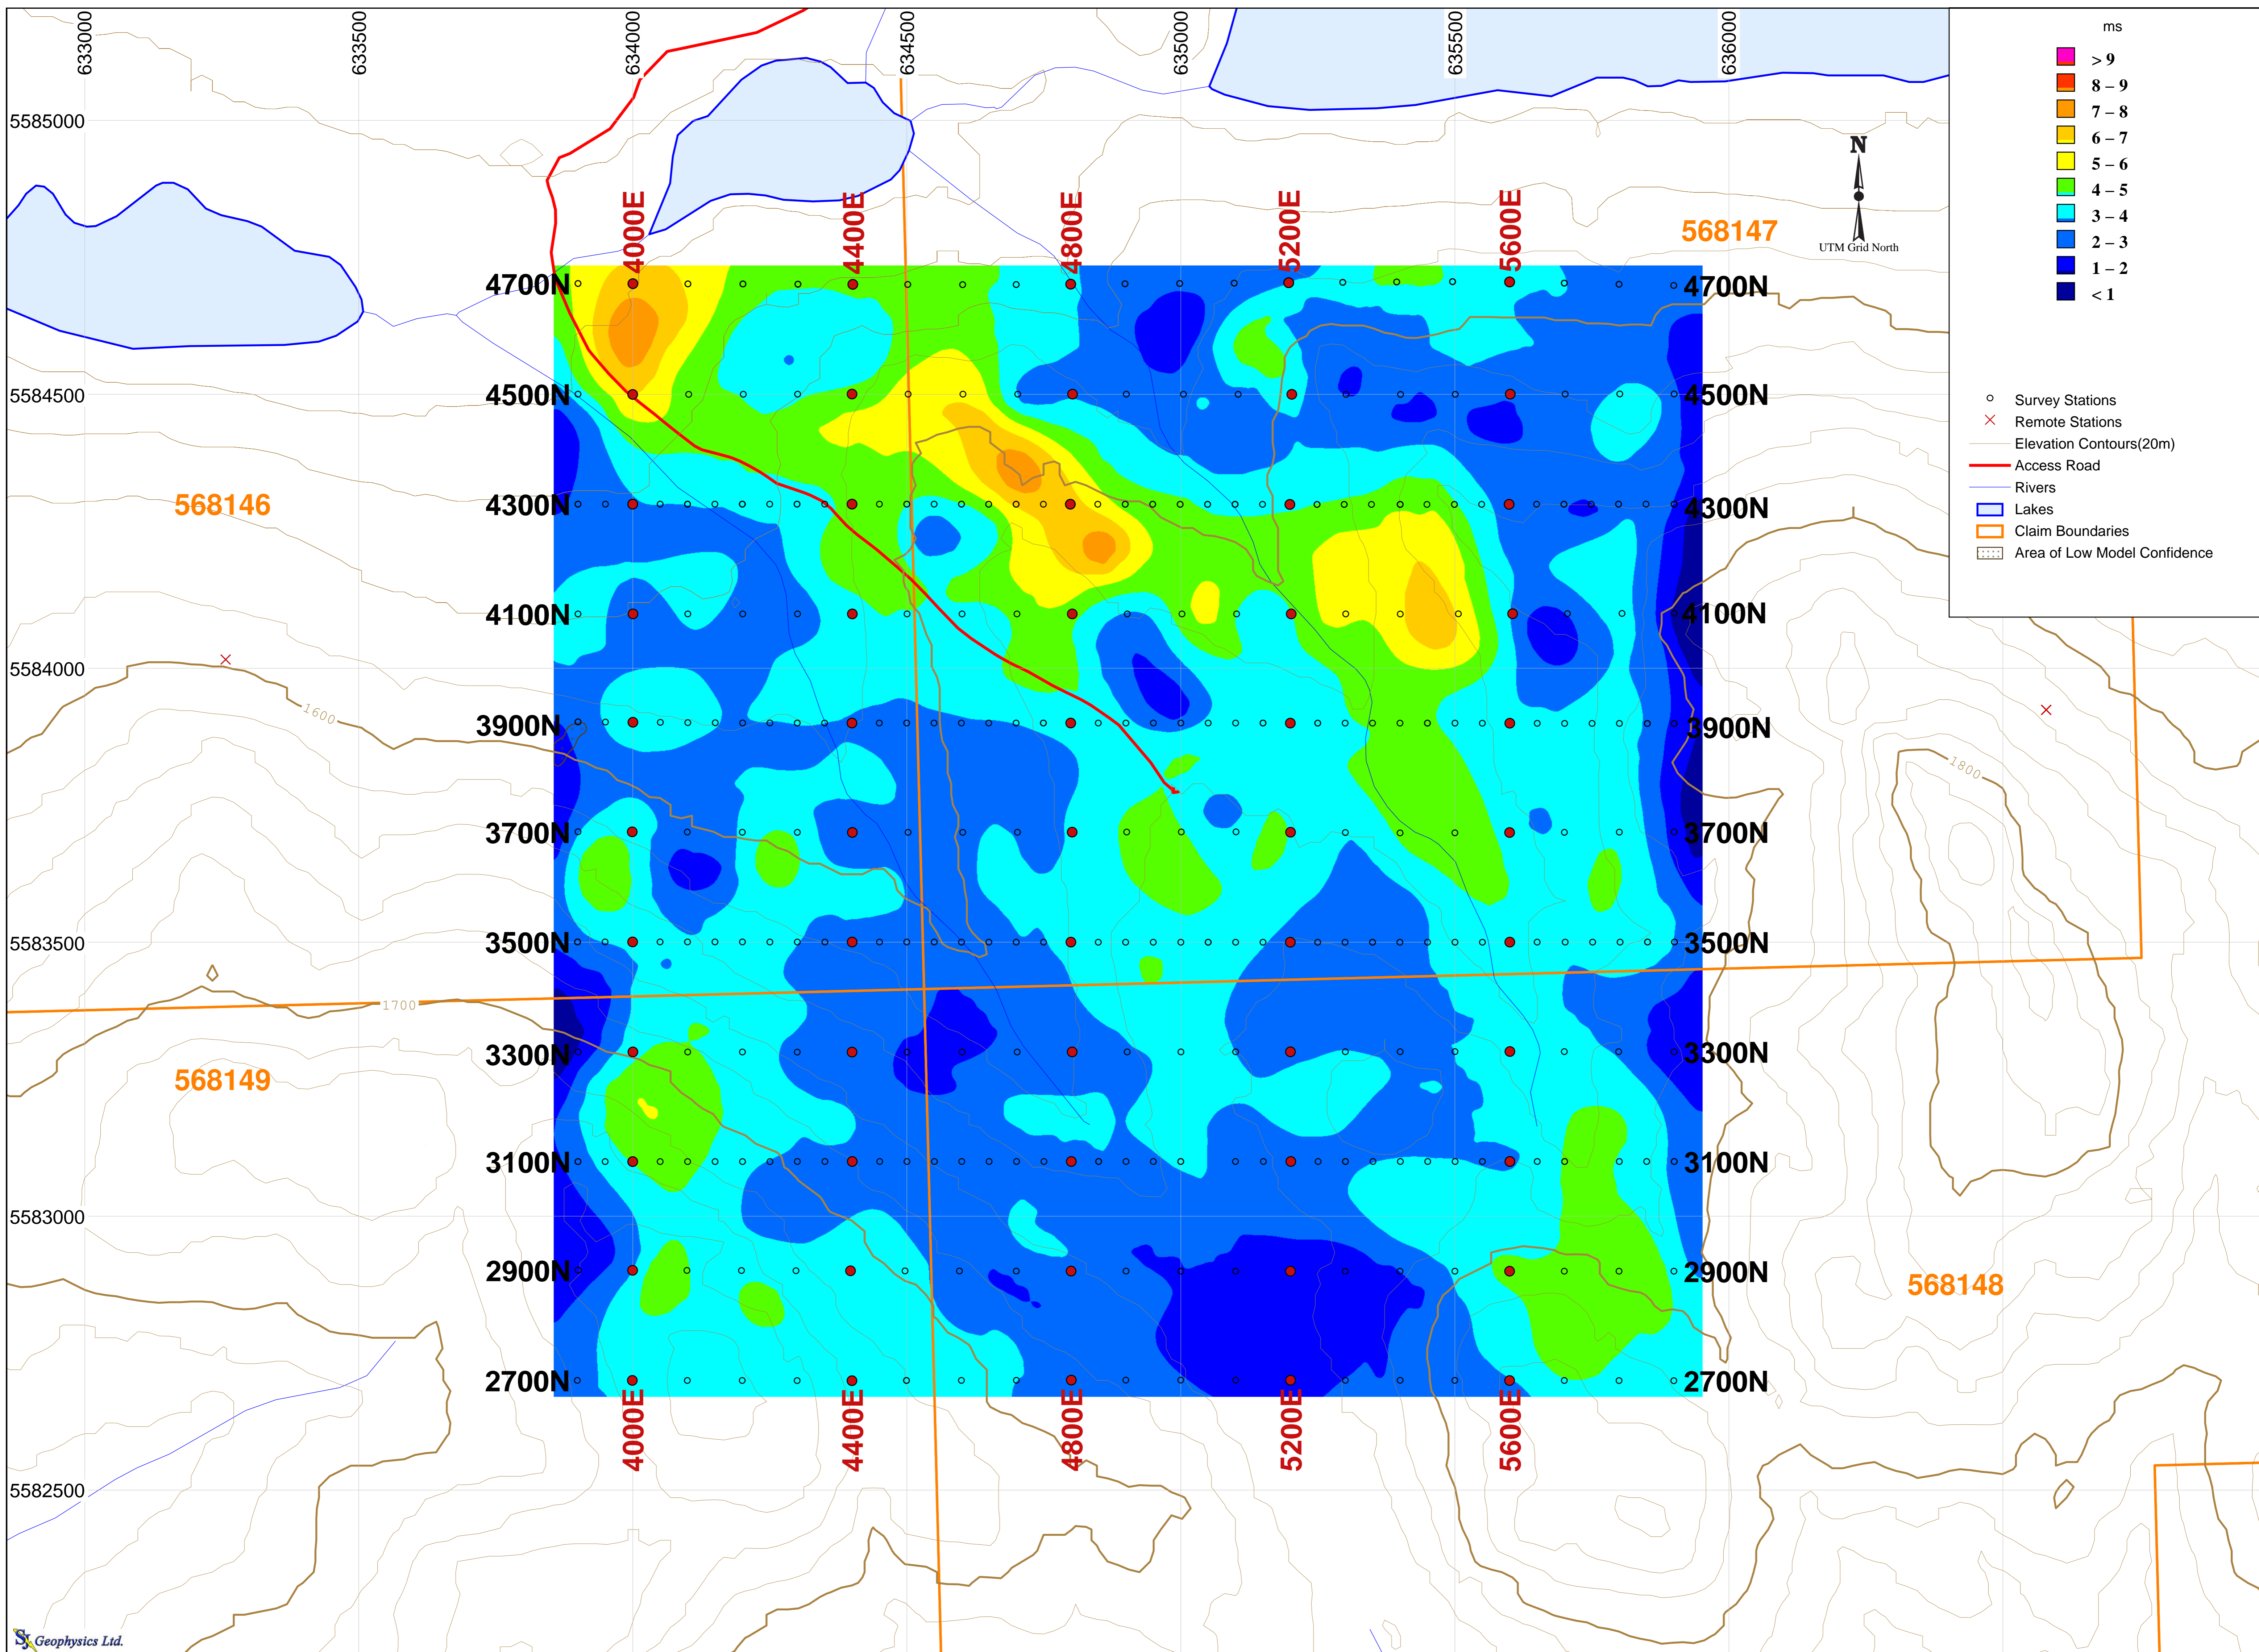 633000 633500 634000 634500 635000 635500 636000
ms
> 9
8 – 9
7 – 8
6 – 7
5 – 6
4 – 5
3 – 4
2 – 3
1 – 2
< 1
5585000
N
UTM Grid North
568147
4000E 4400E 4800E 5200E 5600E
4700N 4700N
5584500 4500N 4500N
Survey Stations
Remote Stations
Elevation Contours(20m)
Access Road
Rivers
Lakes
Claim Boundaries
Area of Low Model Confidence
568146 4300N 4300N
4100N 4100N
5584000
1600
3900N 3900N
1800
3700N 3700N
5583500 3500N 3500N
1700
3300N 3300N
568149
3100N 3100N
5583000
2900N 2900N
568148
2700N 2700N
4000E 4400E 4800E 5200E 5600E
5582500
SJ Geophysics Ltd.